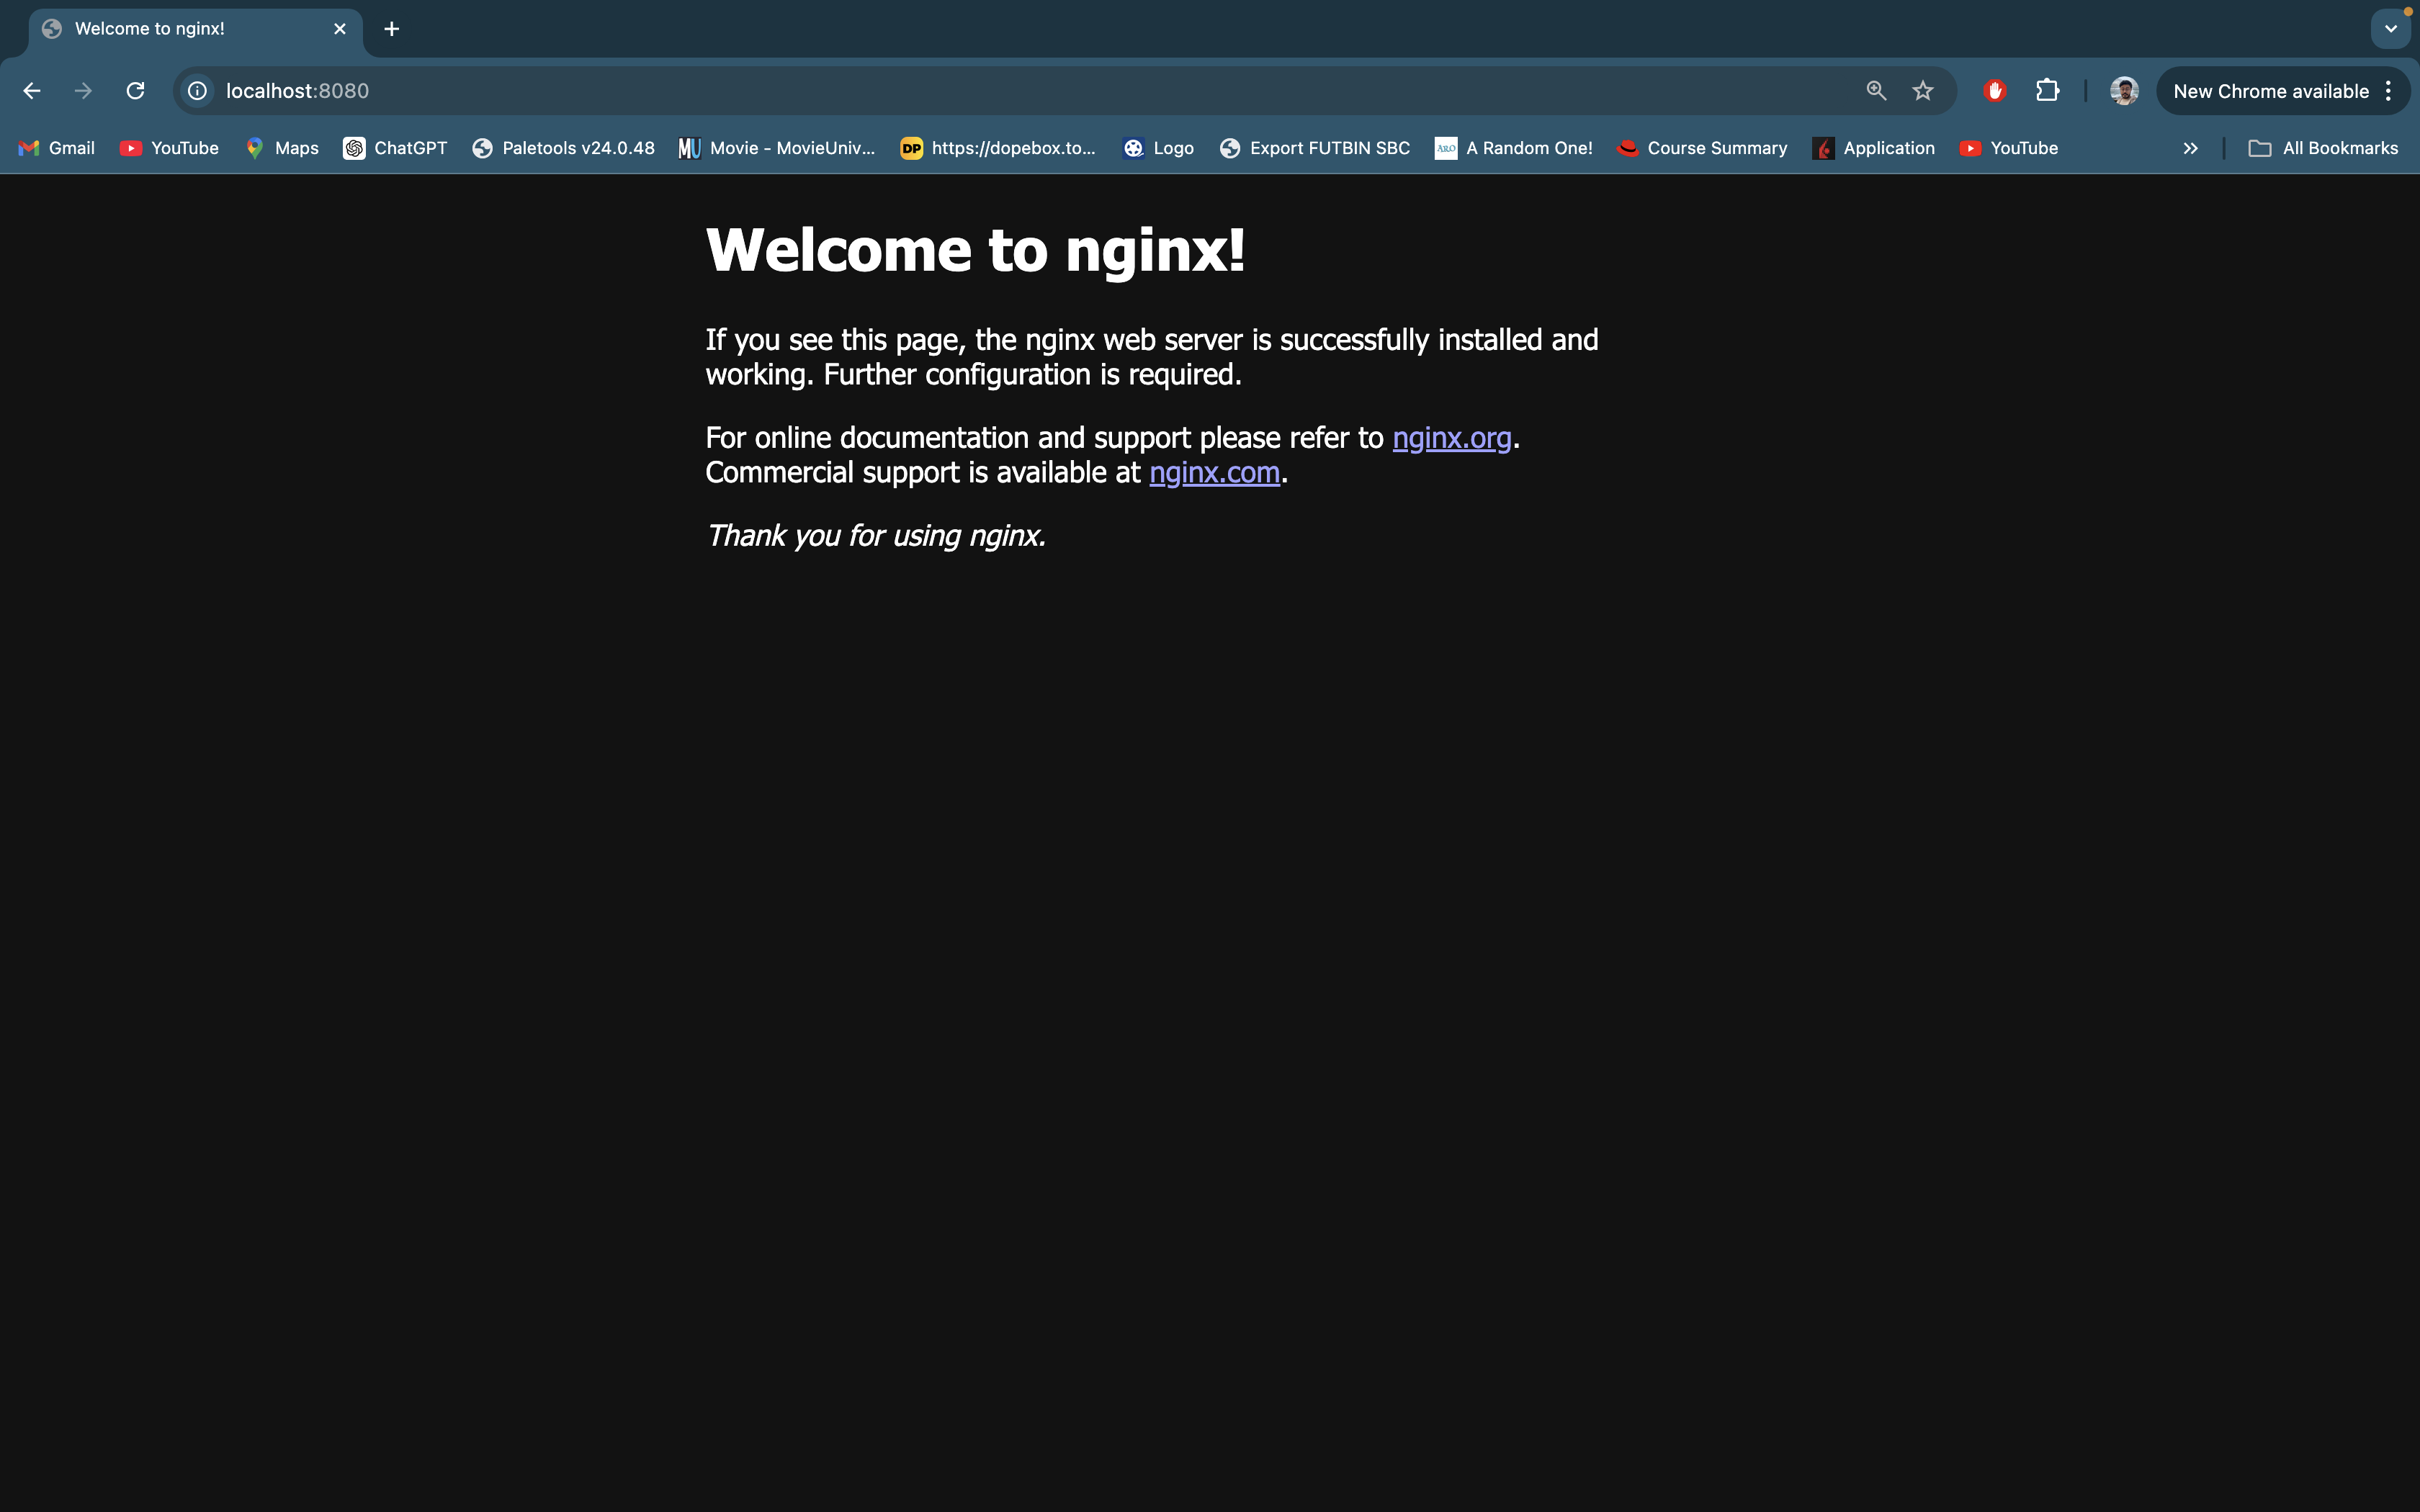 Welcome to nginx!
localhost:8080
New Chrome available
Gmail YouTube Maps ChatGPT Paletools v24.0.48 MU Movie - MovieUniv... DP https://dopebox.to... Logo Export FUTBIN SBC ARO A Random One! Course Summary Application YouTube All Bookmarks
Welcome to nginx!
If you see this page, the nginx web server is successfully installed and
working. Further configuration is required.
For online documentation and support please refer to nginx.org.
Commercial support is available at nginx.com.
Thank you for using nginx.